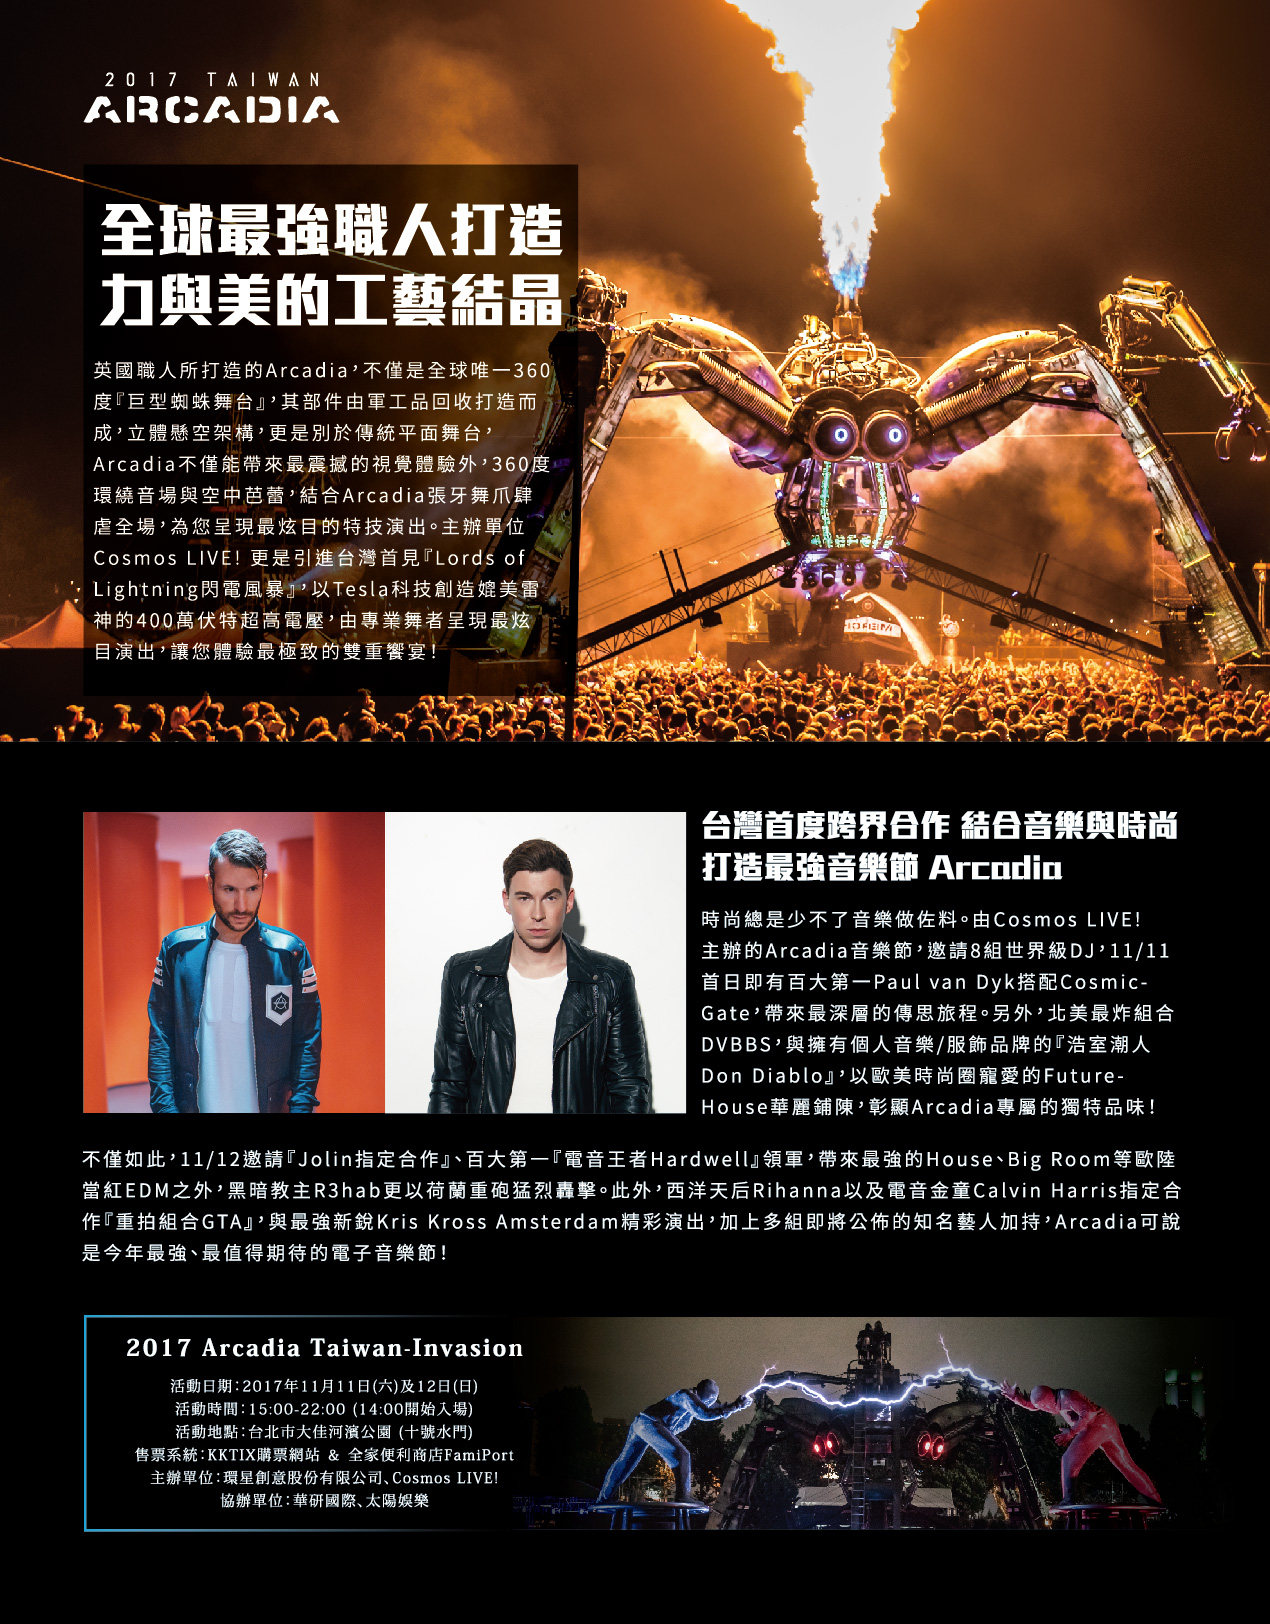 2017 TAIWAN
ARCADIA
全球最強職人打造
力與美的工藝結晶
英國職人所打造的Arcadia，不僅是全球唯一360
度『巨型蜘蛛舞台』，其部件由軍工品回收打造而
成，立體懸空架構，更是別於傳統平面舞台，
Arcadia不僅能帶來最震撼的視覺體驗外，360度
環繞音場與空中芭蕾，結合Arcadia張牙舞爪肆
虐全場，為您呈現最炫目的特技演出。主辦單位
Cosmos LIVE! 更是引進台灣首見『Lords of
Lightning閃電風暴』，以Tesla科技創造媲美雷
神的400萬伏特超高電壓，由專業舞者呈現最炫
目演出，讓您體驗最極致的雙重饗宴！
台灣首度跨界合作 結合音樂與時尚
打造最強音樂節 Arcadia
時尚總是少不了音樂做佐料。由Cosmos LIVE!
主辦的Arcadia音樂節，邀請8組世界級DJ，11/11
首日即有百大第一Paul van Dyk搭配Cosmic-
Gate，帶來最深層的傳思旅程。另外，北美最炸組合
DVBBS，與擁有個人音樂/服飾品牌的『浩室潮人
Don Diablo』，以歐美時尚圈寵愛的Future-
House華麗鋪陳，彰顯Arcadia專屬的獨特品味！
不僅如此，11/12邀請『Jolin指定合作』、百大第一『電音王者Hardwell』領軍，帶來最強的House、Big Room等歐陸
當紅EDM之外，黑暗教主R3hab更以荷蘭重砲猛烈轟擊。此外，西洋天后Rihanna以及電音金童Calvin Harris指定合
作『重拍組合GTA』，與最強新銳Kris Kross Amsterdam精彩演出，加上多組即將公佈的知名藝人加持，Arcadia可說
是今年最強、最值得期待的電子音樂節！
2017 Arcadia Taiwan-Invasion
活動日期：2017年11月11日(六)及12日(日)
活動時間：15:00-22:00 (14:00開始入場)
活動地點：台北市大佳河濱公園 (十號水門)
售票系統：KKTIX購票網站 & 全家便利商店FamiPort
主辦單位：環星創意股份有限公司、Cosmos LIVE!
協辦單位：華研國際、太陽娛樂